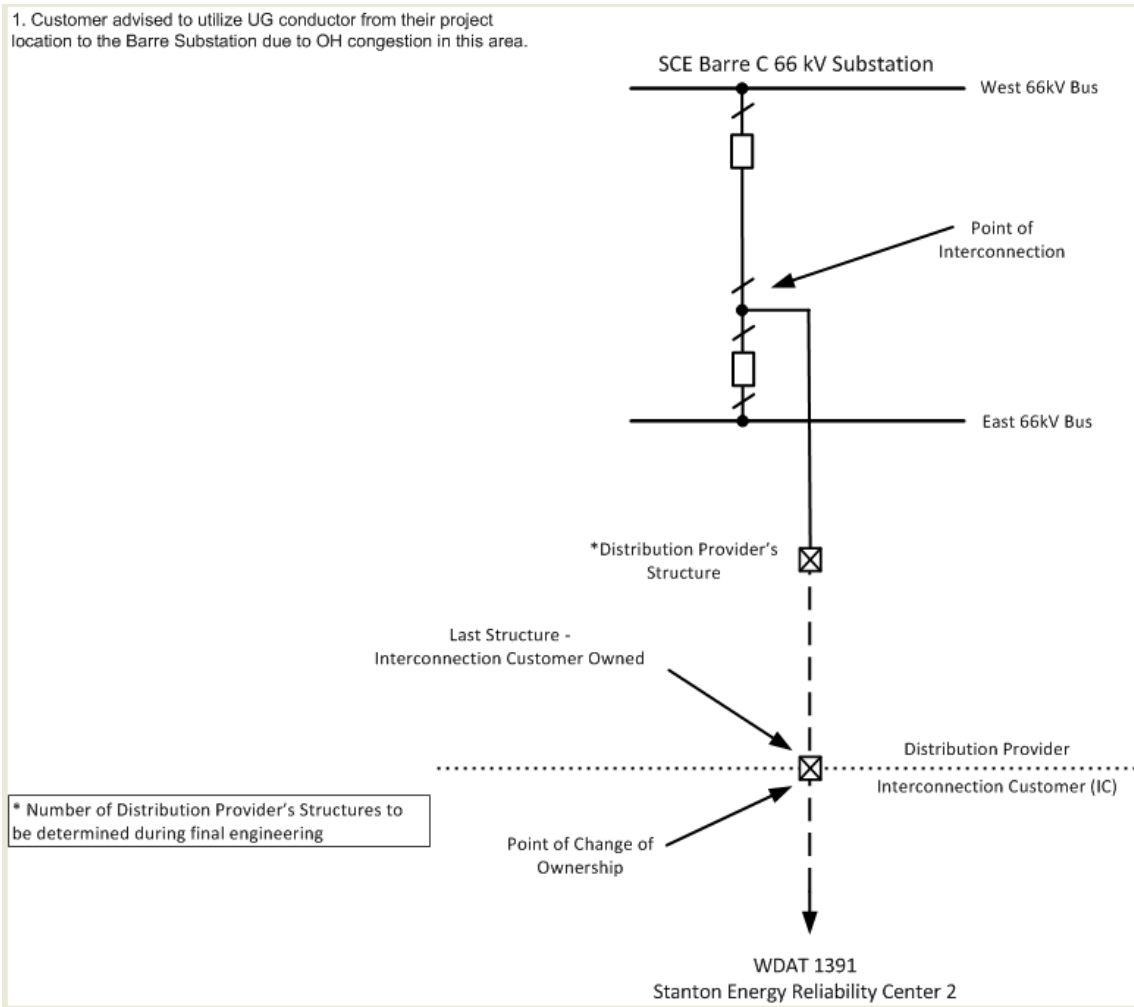 1. Customer advised to utilize UG conductor from their project
location to the Barre Substation due to OH congestion in this area.
SCE Barre C 66 kV Substation
West 66kV Bus
Point of
Interconnection
East 66kV Bus
*Distribution Provider's
Structure
Last Structure -
Interconnection Customer Owned
Distribution Provider
Interconnection Customer (IC)
* Number of Distribution Provider's Structures to
be determined during final engineering
Point of Change of
Ownership
WDAT 1391
Stanton Energy Reliability Center 2